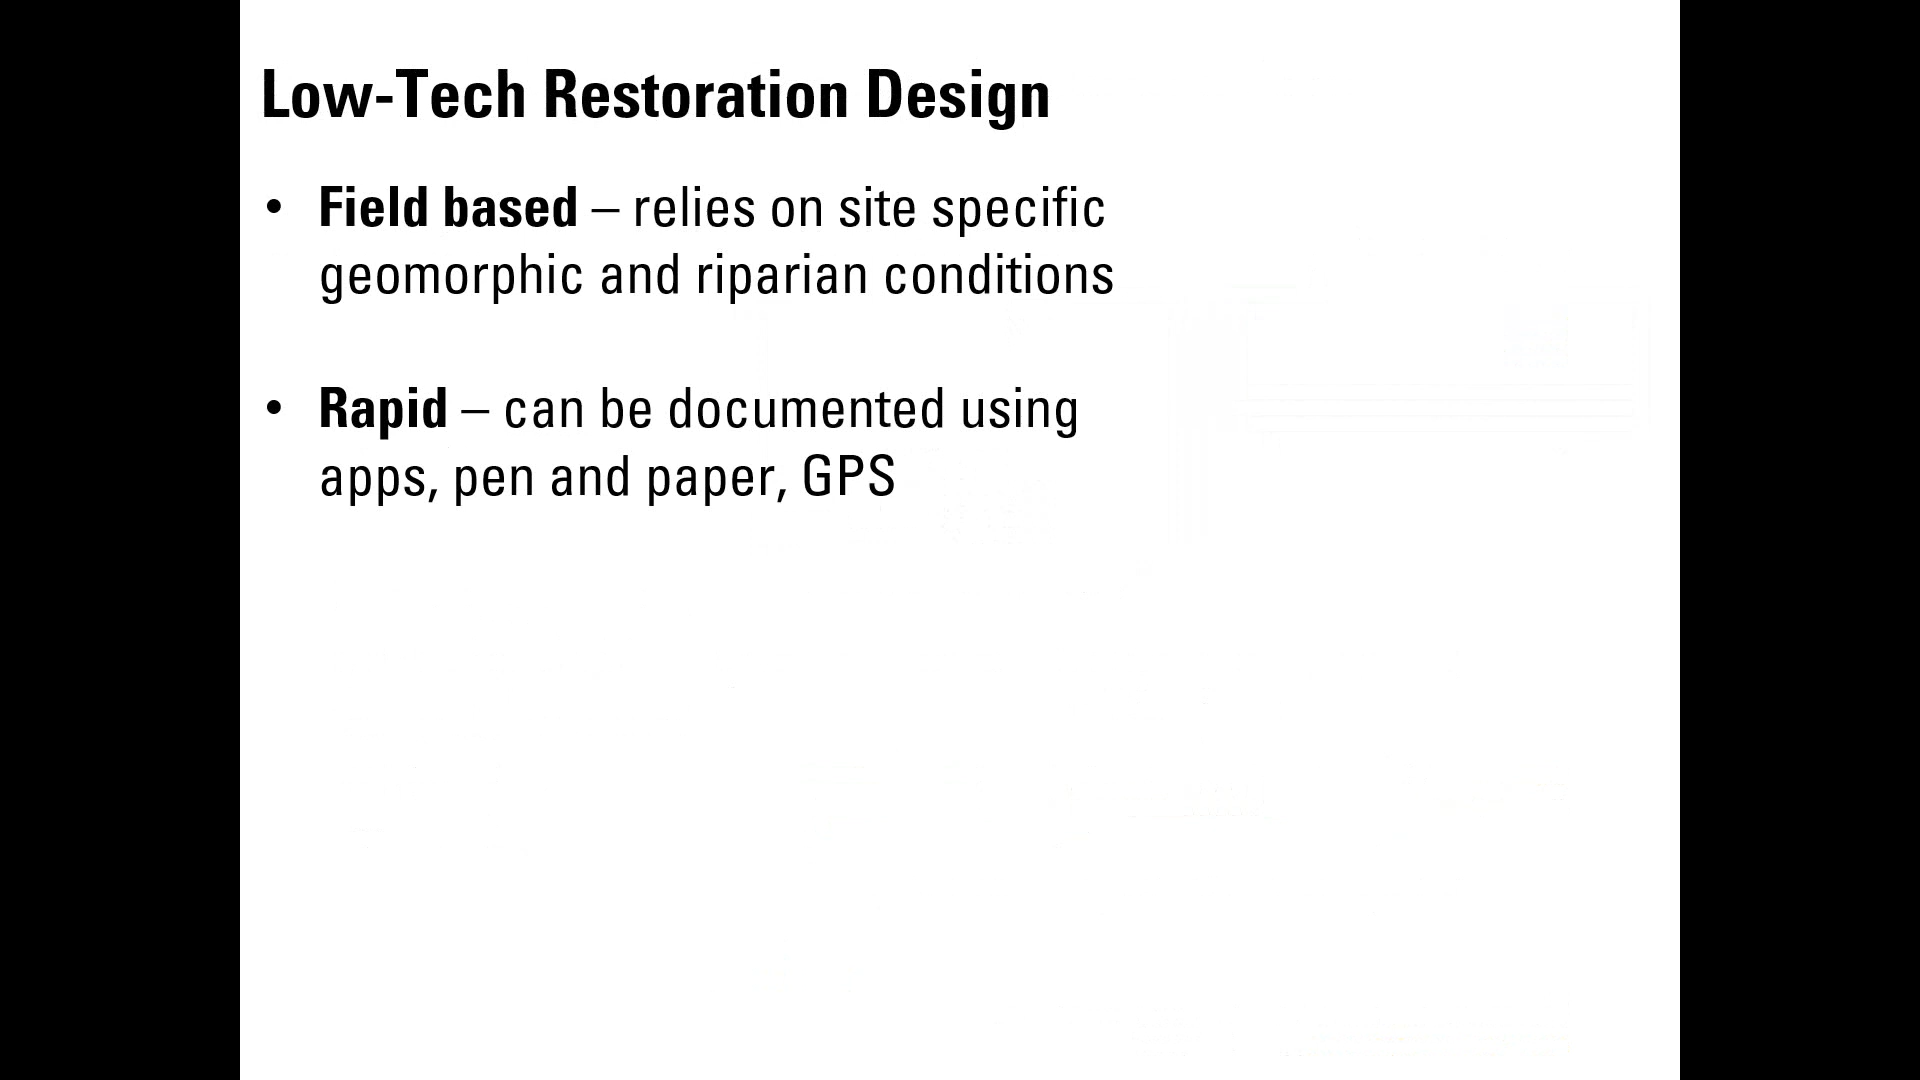 Low-Tech Restoration Design
• Field based – relies on site specific
geomorphic and riparian conditions
• Rapid – can be documented using
apps, pen and paper, GPS